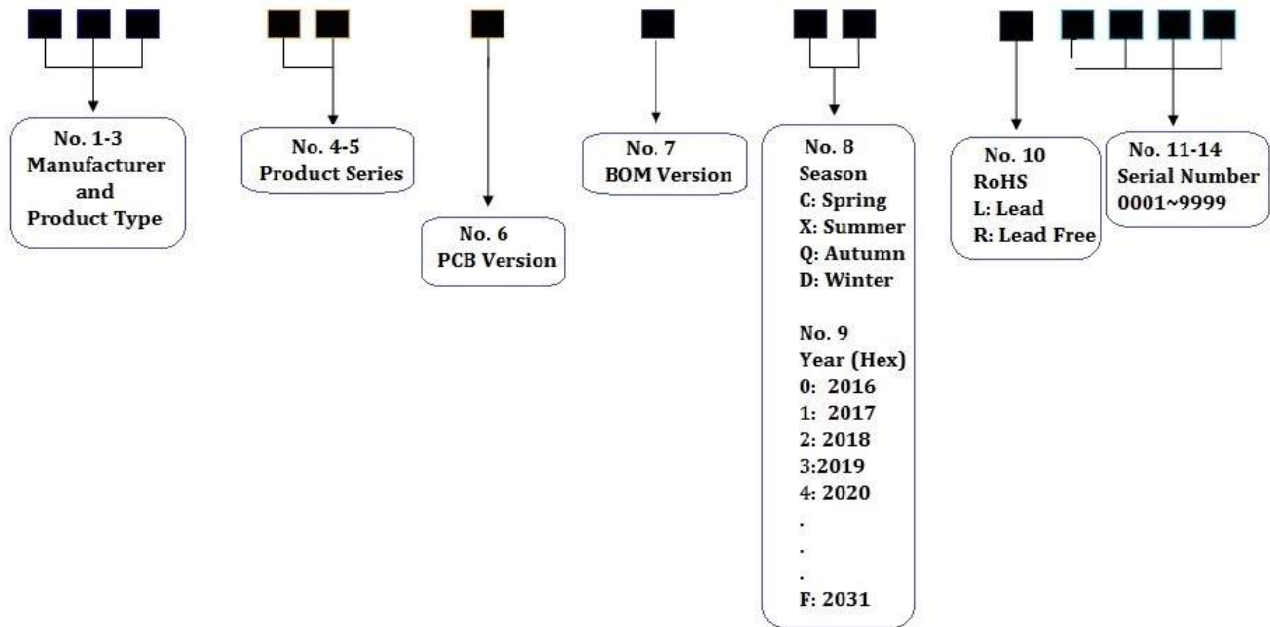 No. 1-3
Manufacturer
and
Product Type
No. 4-5
Product Series
No. 6
PCB Version
No. 7
BOM Version
No. 8
Season
C: Spring
X: Summer
Q: Autumn
D: Winter
No. 9
Year (Hex)
0: 2016
1: 2017
2: 2018
3:2019
4: 2020
.
.
.
F: 2031
No. 10
RoHS
L: Lead
R: Lead Free
No. 11-14
Serial Number
0001~9999